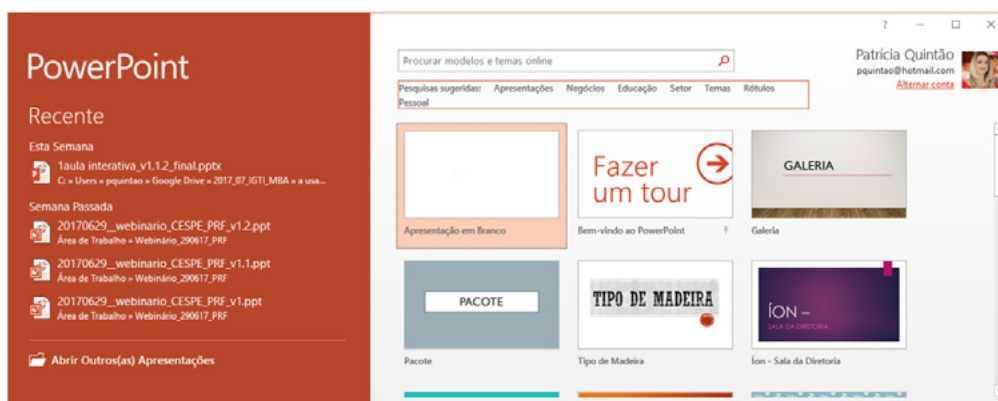 PowerPoint
Recente
Esta Semana
1aula interativa_v1.1.2_final.pptx
C: » Users » pquintao » Google Drive » 2017_07_IGTI_MBA » a usa...
Semana Passada
20170629__webinario_CESPE_PRF_v1.2.ppt
Área de Trabalho » Webinário_290617_PRF
20170629__webinario_CESPE_PRF_v1.1.ppt
Área de Trabalho » Webinário_290617_PRF
20170629__webinario_CESPE_PRF_v1.ppt
Área de Trabalho » Webinário_290617_PRF
Abrir Outros(as) Apresentações
?
Procurar modelos e temas online
Patrícia Quintão
pquintao@hotmail.com
Alternar conta
Pesquisas sugeridas: Apresentações Negócios Educação Setor Temas Rótulos
Pessoal
Fazer
um tour
GALERIA
Apresentação em Branco
Bem-vindo ao PowerPoint
Galeria
PACOTE
TIPO DE MADEIRA
ÍON –
SALA DA DIRETORIA
Pacote
Tipo de Madeira
Íon - Sala da Diretoria